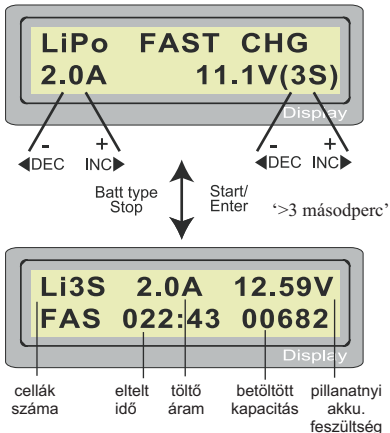 LiPo FAST CHG
2.0A 11.1V(3S)
Display
- + - +
◀DEC INC▶ ◀DEC INC▶
Batt type Start/
Stop Enter ‘>3 másodperc’
Li3S 2.0A 12.59V
FAS 022:43 00682
Display
cellák eltelt töltő betöltött pillanatnyi
száma idő áram kapacitás akku.
feszültség